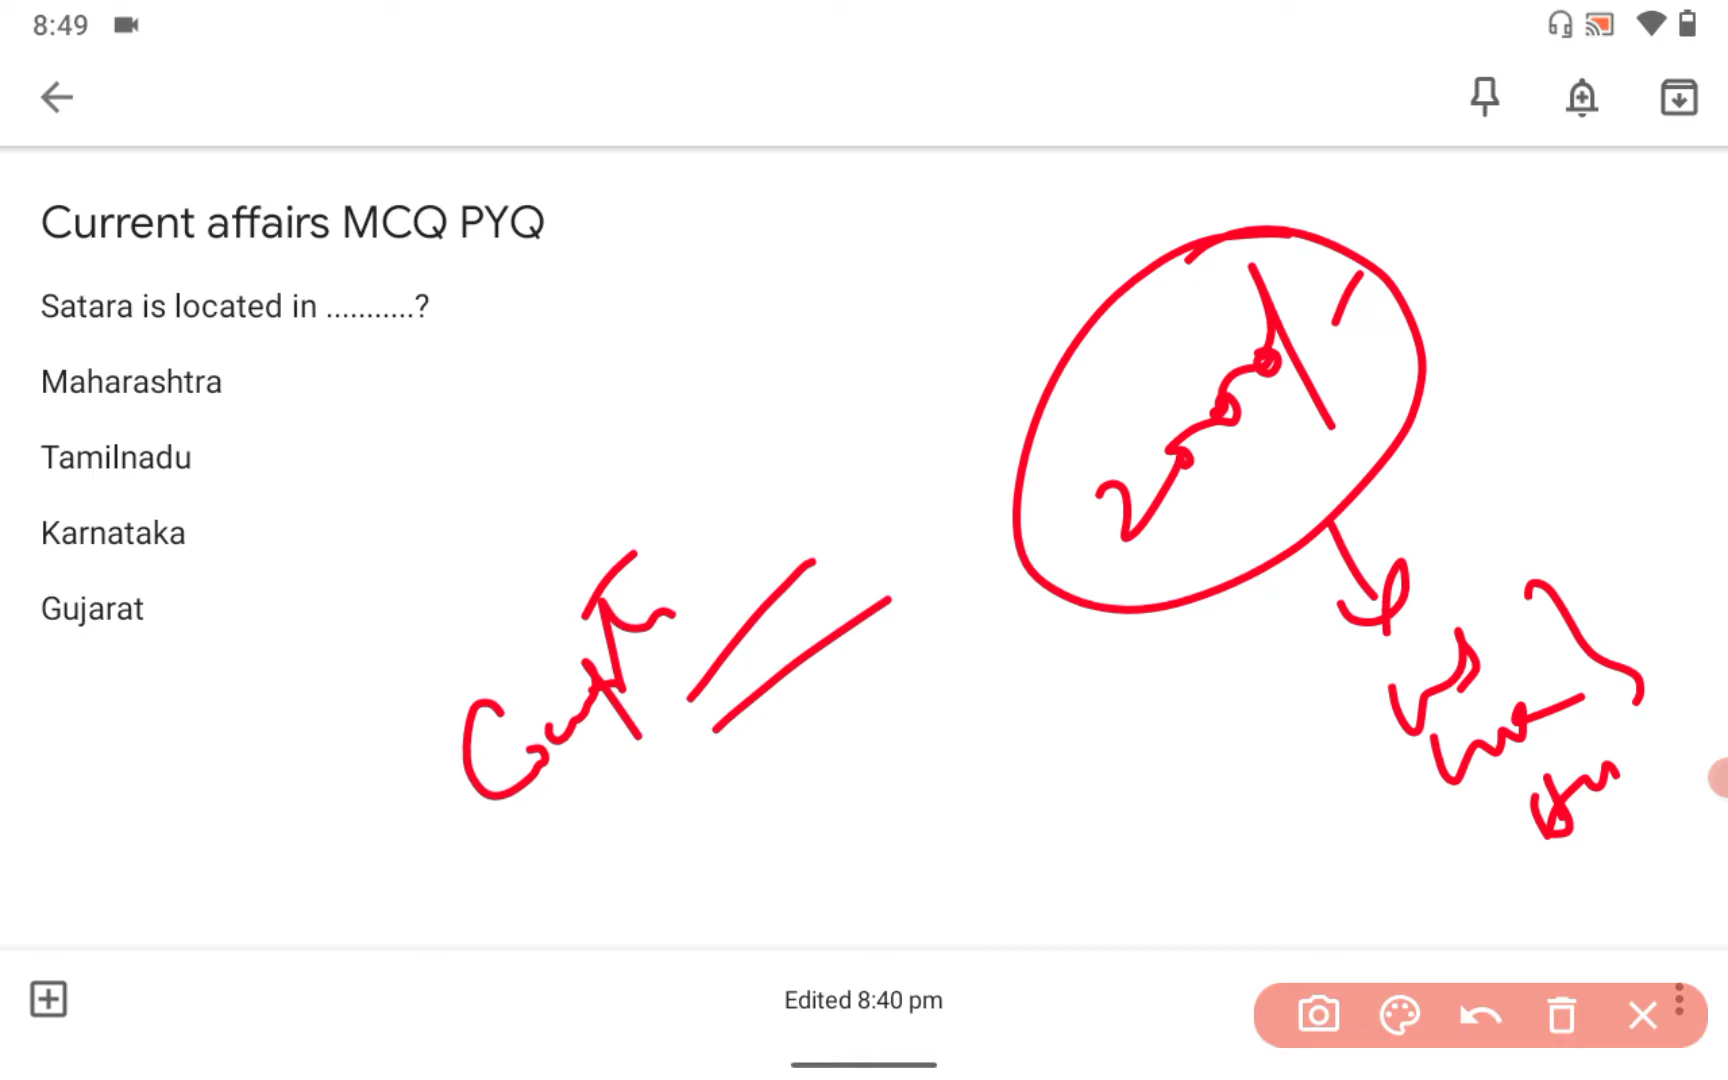 8:49
Current affairs MCQ PYQ
Satara is located in ...........?
Maharashtra
Tamilnadu
Karnataka
Gujarat
Edited 8:40 pm